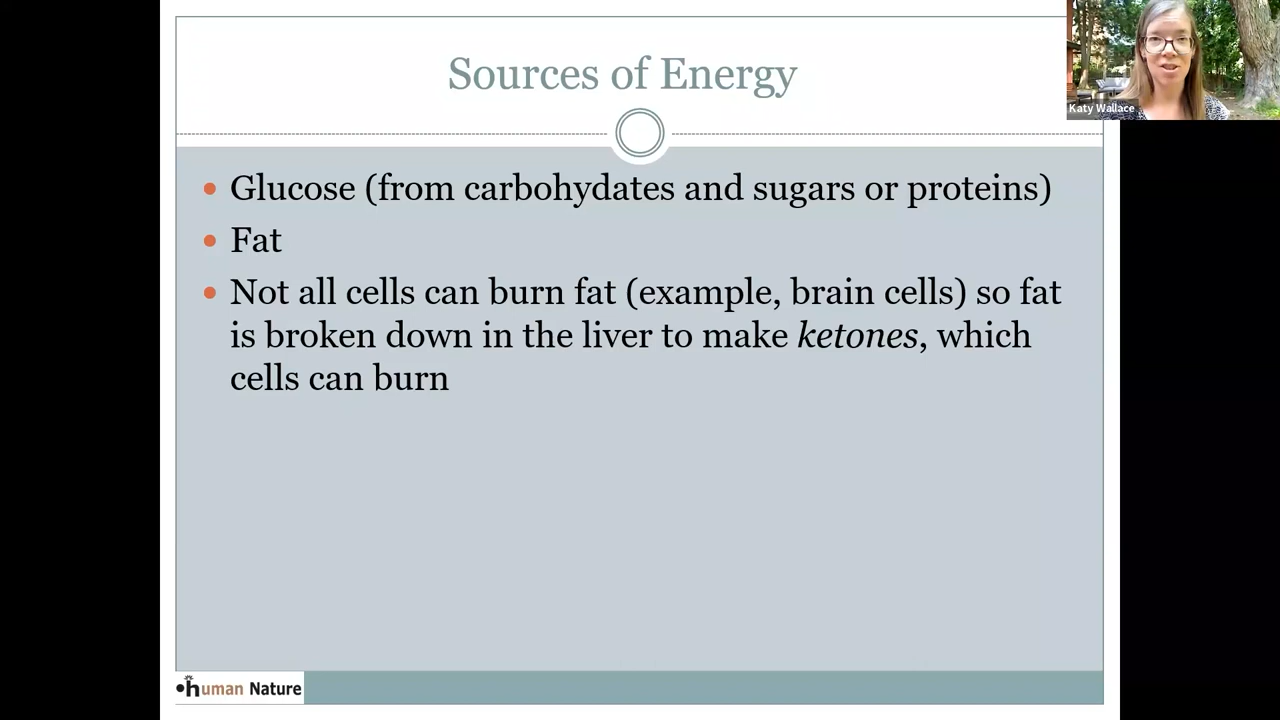 Sources of Energy
Katy Wallace
Glucose (from carbohydates and sugars or proteins)
Fat
Not all cells can burn fat (example, brain cells) so fat
is broken down in the liver to make ketones, which
cells can burn
human Nature